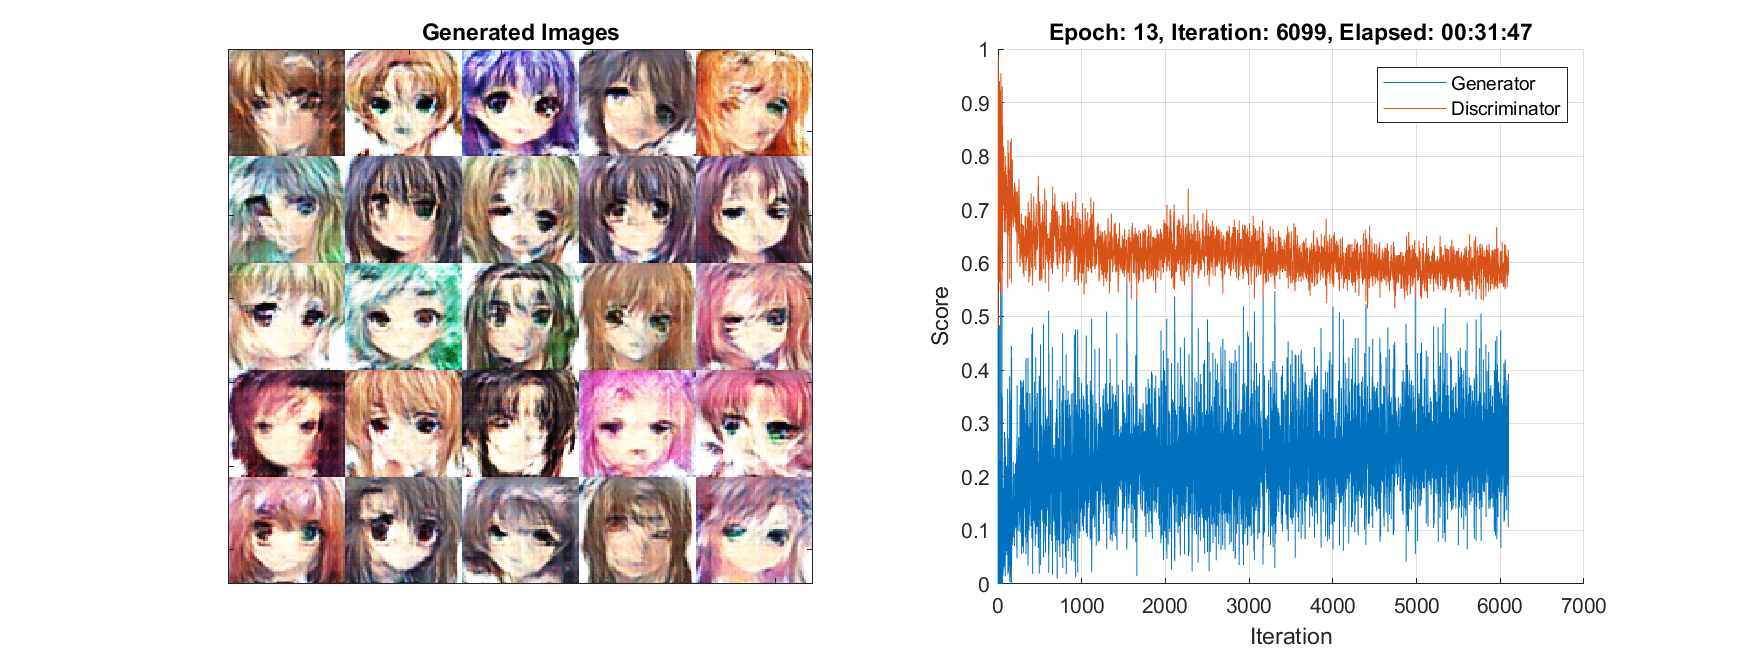 Generated Images
Epoch: 13, Iteration: 6099, Elapsed: 00:31:47
1
0.9
0.8
0.7
0.6
0.5
0.4
0.3
0.2
0.1
0
Score
Generator
Discriminator
0 1000 2000 3000 4000 5000 6000 7000
Iteration